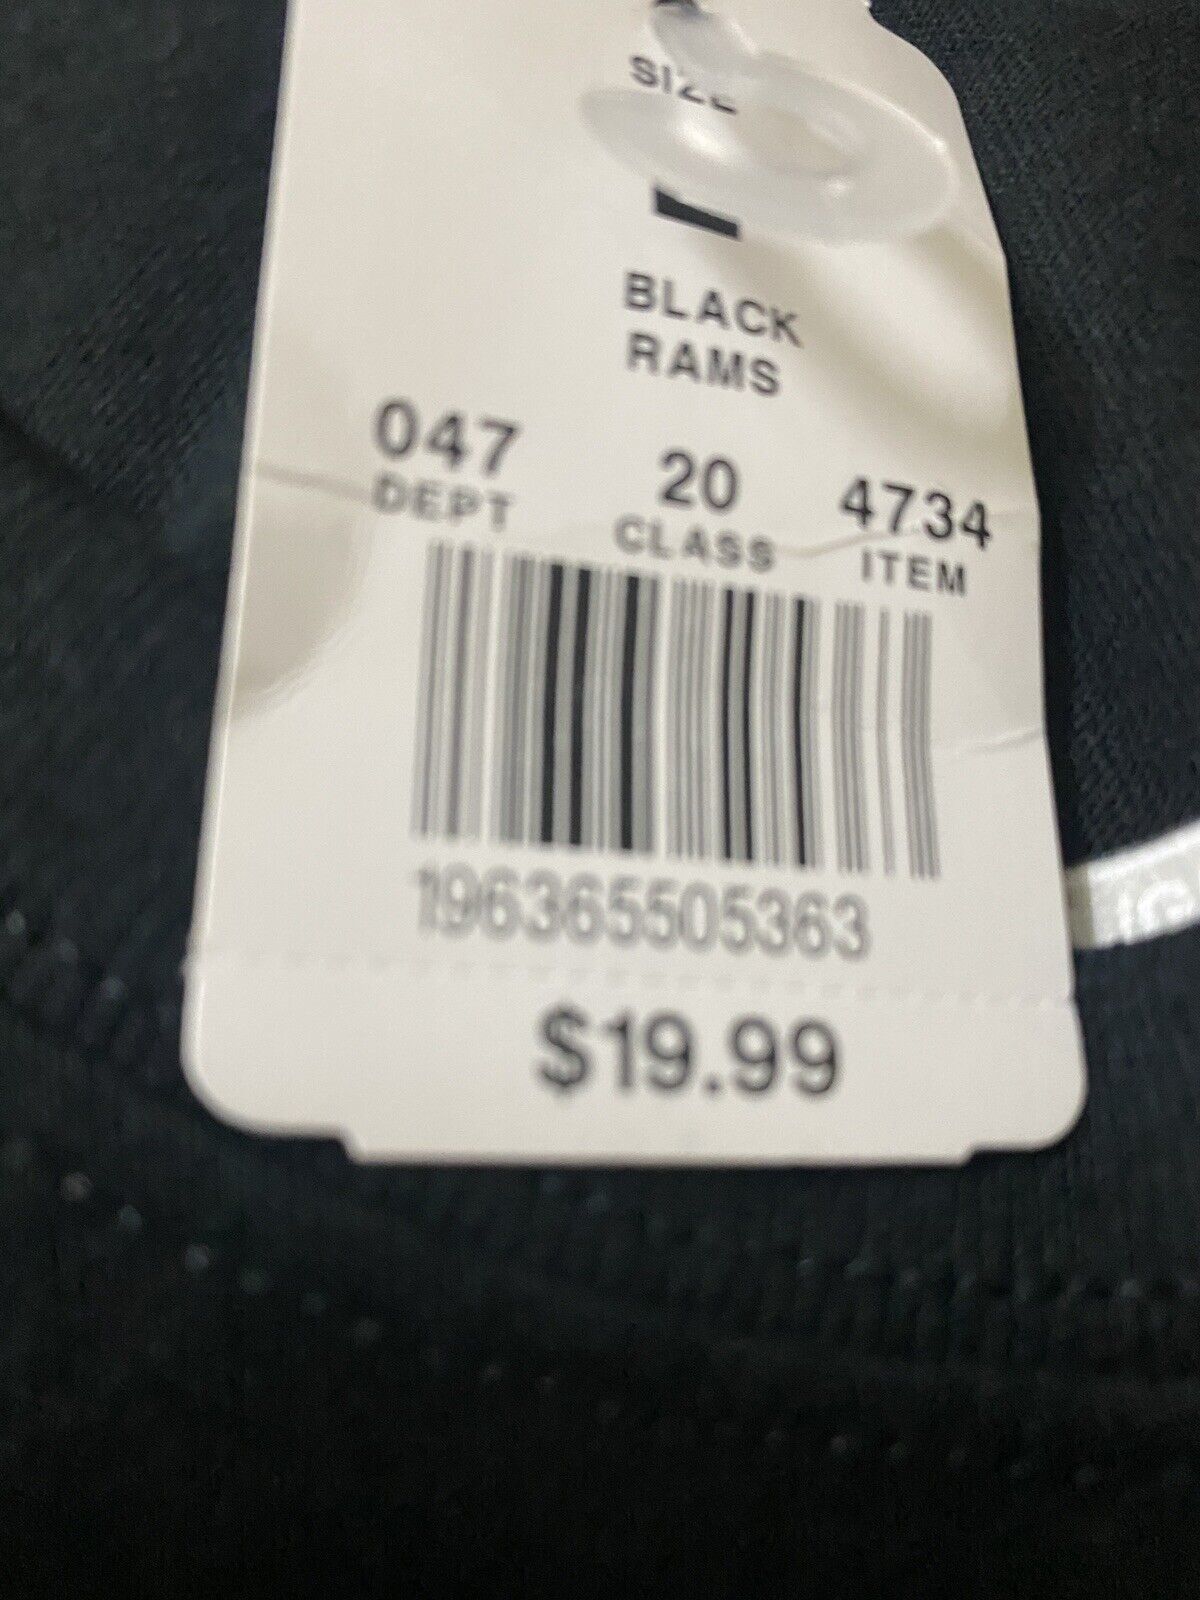 SIZE
BLACK
RAMS
047 20 4734
DEPT CLASS ITEM
196365505363
$19.99